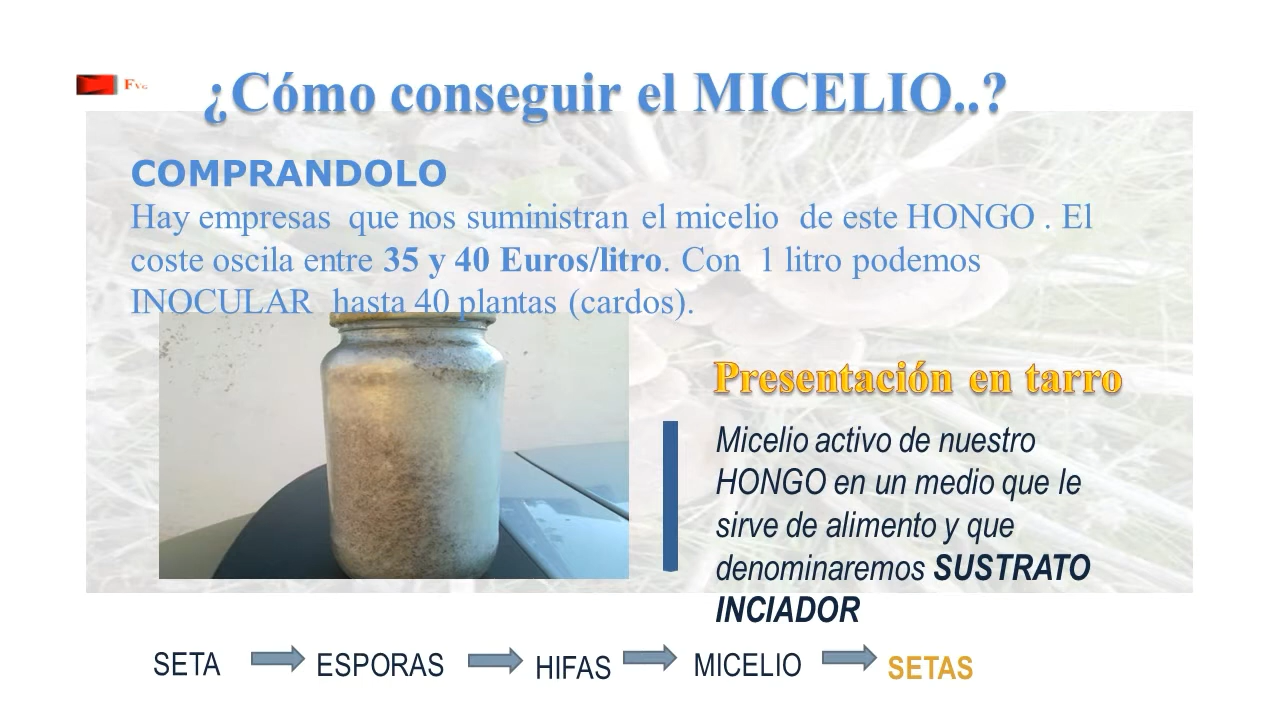 FVG
¿Cómo conseguir el MICELIO..?
COMPRANDOLO
Hay empresas que nos suministran el micelio de este HONGO . El
coste oscila entre 35 y 40 Euros/litro. Con 1 litro podemos
INOCULAR hasta 40 plantas (cardos).
Presentación en tarro
Micelio activo de nuestro
HONGO en un medio que le
sirve de alimento y que
denominaremos SUSTRATO
INCIADOR
SETA ESPORAS HIFAS MICELIO SETAS